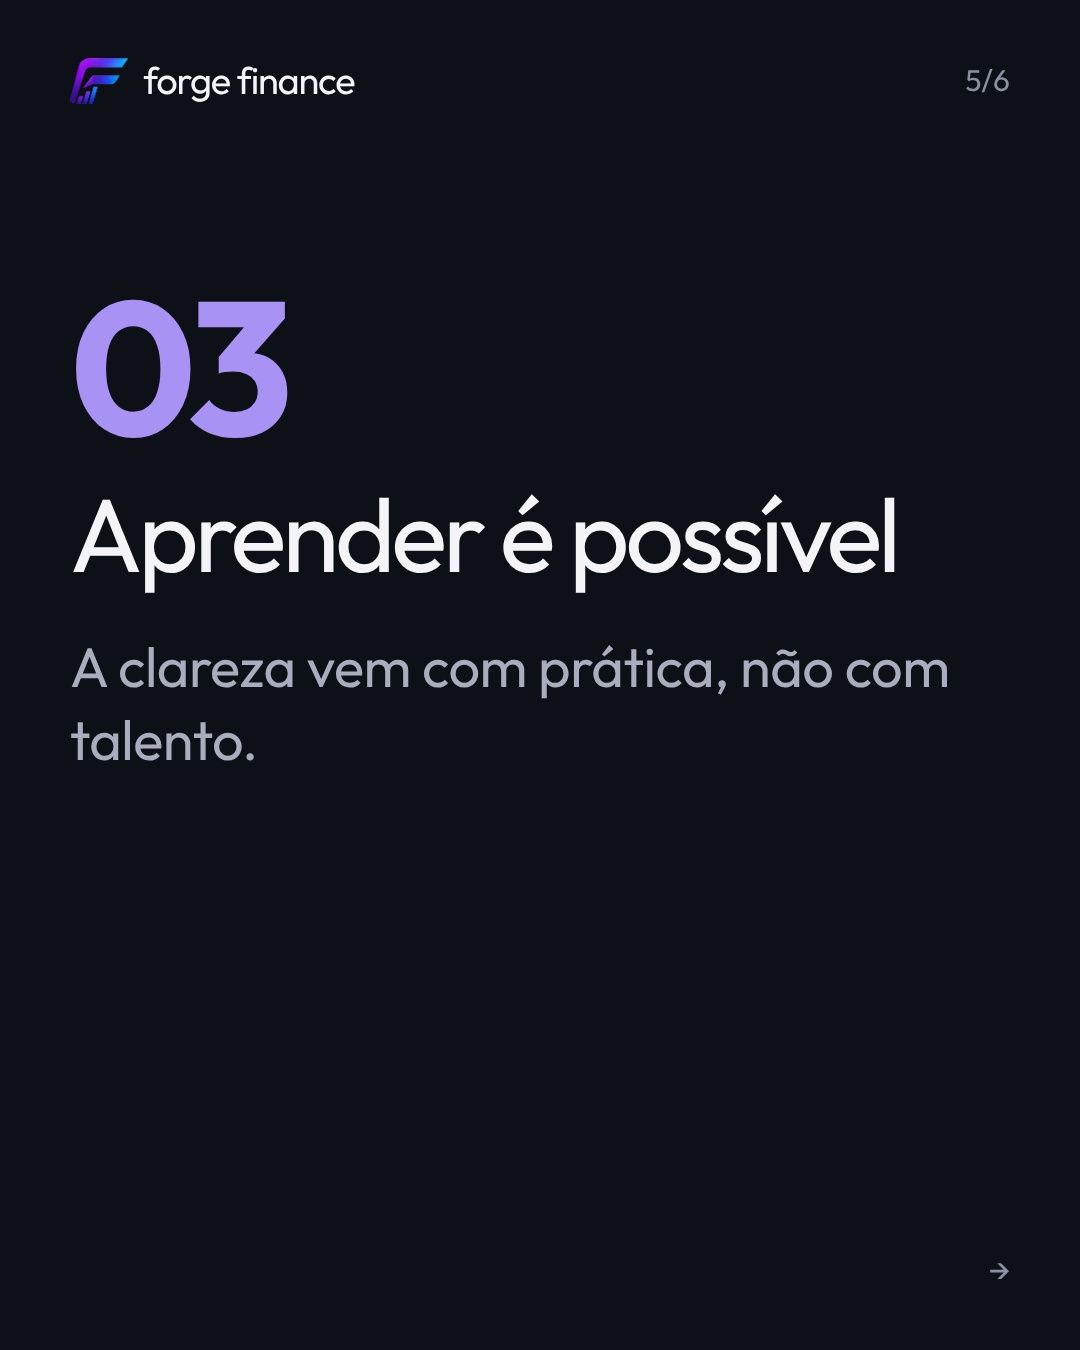 forge finance
5/6
03
Aprender é possível
A clareza vem com prática, não com
talento.
→